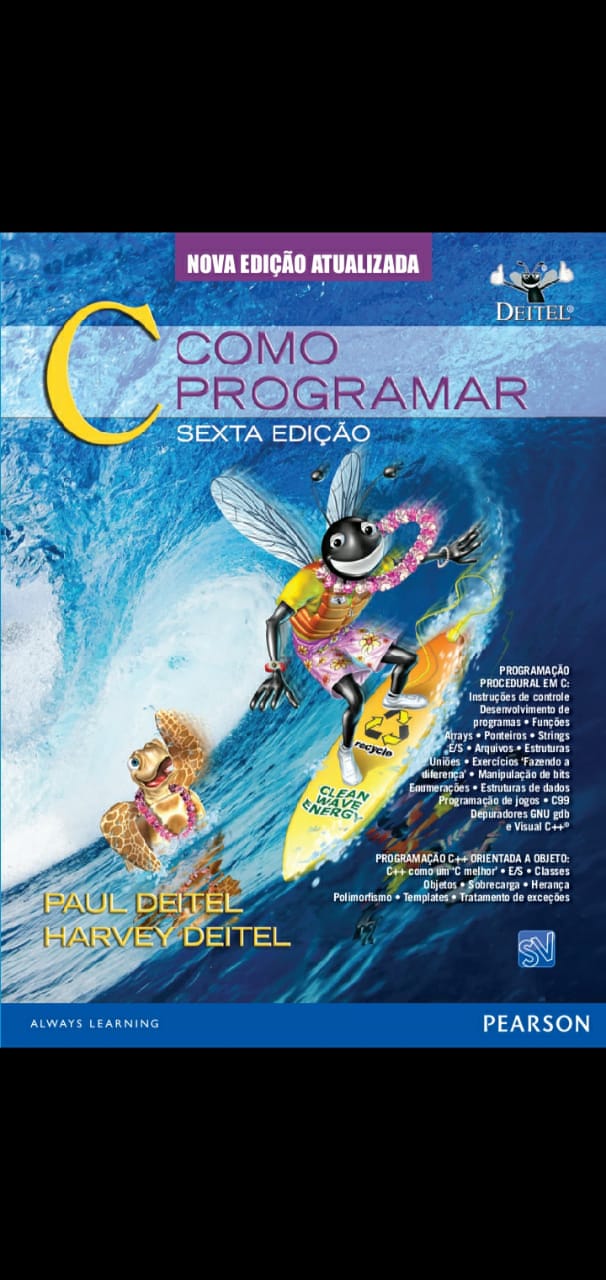 NOVA EDIÇÃO ATUALIZADA
DEITEL®
C COMO
PROGRAMAR
SEXTA EDIÇÃO
PROGRAMAÇÃO
PROCEDURAL EM C:
Instruções de controle
Desenvolvimento de
programas • Funções
Arrays • Ponteiros • Strings
E/S • Arquivos • Estruturas
Uniões • Exercícios ‘Fazendo a
diferença’ • Manipulação de bits
Enumerações • Estruturas de dados
Programação de jogos • C99
Depuradores GNU gdb
e Visual C++®
recycle
CLEAN
WAVE
ENERGY
PROGRAMAÇÃO C++ ORIENTADA A OBJETO:
C++ como um ‘C melhor’ • E/S • Classes
Objetos • Sobrecarga • Herança
Polimorfismo • Templates • Tratamento de exceções
PAUL DEITEL
HARVEY DEITEL
SV
ALWAYS LEARNING
PEARSON